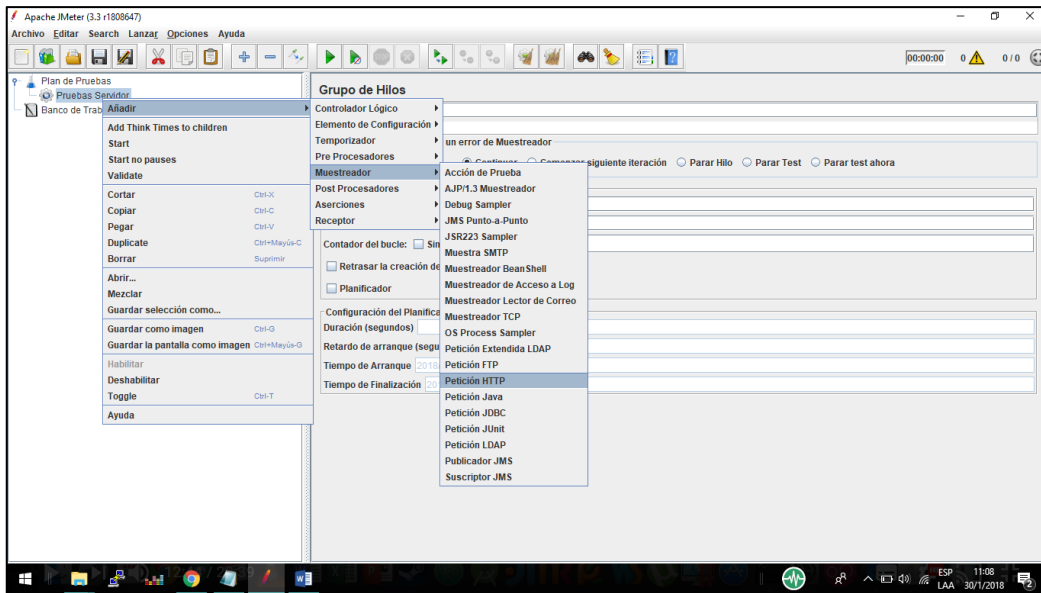 Apache JMeter (3.3 r1808647)
Archivo Editar Search Lanzar Opciones Ayuda
00:00:00 0 0 / 0
Plan de Pruebas
Pruebas Servidor
Banco de Trab
Grupo de Hilos
un error de Muestreador
Continuar Comenzar siguiente iteración Parar Hilo Parar Test Parar test ahora
Contador del bucle: Sin
Retrasar la creación de
Planificador
Configuración del Planifica
Duración (segundos)
Retardo de arranque (segu
Tiempo de Arranque 2018
Tiempo de Finalización 20
Añadir
Add Think Times to children
Start
Start no pauses
Validate
Cortar Ctrl-X
Copiar Ctrl-C
Pegar Ctrl-V
Duplicate Ctrl+Mayús-C
Borrar Suprimir
Abrir...
Mezclar
Guardar selección como...
Guardar como imagen Ctrl-G
Guardar la pantalla como imagen Ctrl+Mayús-G
Habilitar
Deshabilitar
Toggle Ctrl-T
Ayuda
Controlador Lógico
Elemento de Configuración
Temporizador
Pre Procesadores
Muestreador
Post Procesadores
Aserciones
Receptor
Acción de Prueba
AJP/1.3 Muestreador
Debug Sampler
JMS Punto-a-Punto
JSR223 Sampler
Muestra SMTP
Muestreador BeanShell
Muestreador de Acceso a Log
Muestreador Lector de Correo
Muestreador TCP
OS Process Sampler
Petición Extendida LDAP
Petición FTP
Petición HTTP
Petición Java
Petición JDBC
Petición JUnit
Petición LDAP
Publicador JMS
Suscriptor JMS
ESP 11:08
LAA 30/1/2018